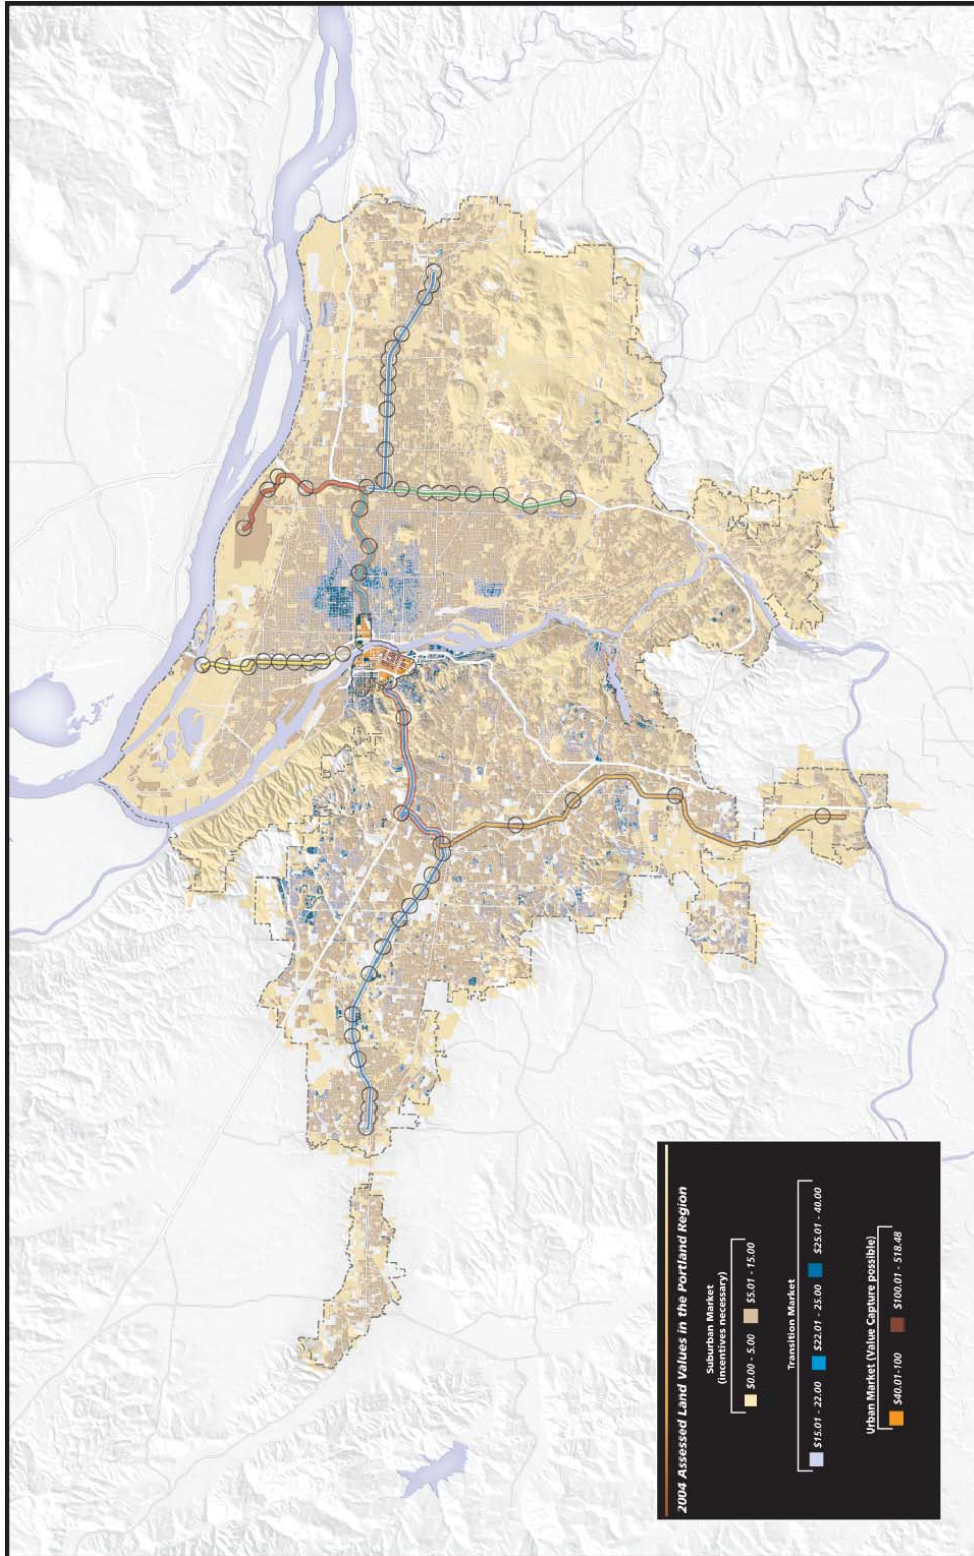 2004 Assessed Land Values in the Portland Region
Suburban Market
(incentives necessary)
$0.00 - 5.00 $5.01 - 15.00
Transition Market
$15.01 - 22.00 $22.01 - 25.00 $25.01 - 40.00
Urban Market (Value Capture possible)
$40.01-100 $100.01 - 518.48